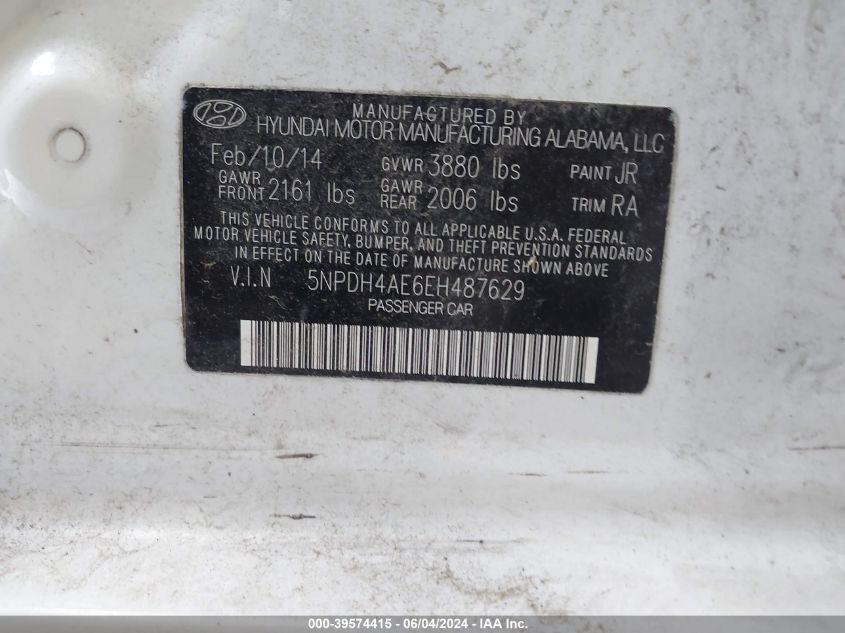 MANUFACTURED BY
HYUNDAI MOTOR MANUFACTURING ALABAMA, LLC
Feb/10/14 GVWR 3880 lbs PAINT JR
GAWR FRONT 2161 lbs GAWR REAR 2006 lbs TRIM RA
THIS VEHICLE CONFORMS TO ALL APPLICABLE U.S.A. FEDERAL
MOTOR VEHICLE SAFETY, BUMPER, AND THEFT PREVENTION STANDARDS
IN EFFECT ON THE DATE OF MANUFACTURE SHOWN ABOVE.
V.I.N 5NPDH4AE6EH487629
PASSENGER CAR
000-39574415 - 06/04/2024 - IAA Inc.